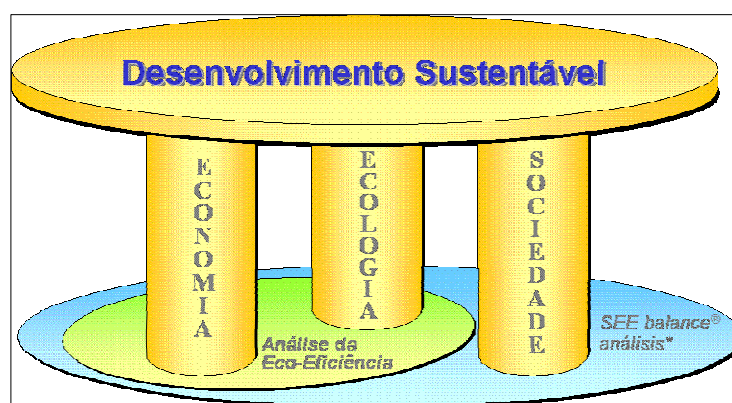 Desenvolvimento Sustentável
ECONOMIA
ECOLOGIA
SOCIEDADE
Análise da
Eco-Eficiência
SEE balance®
análisis*